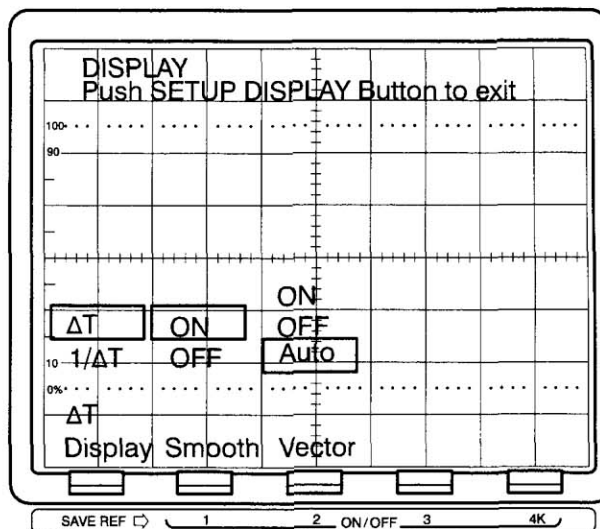 DISPLAY
Push SETUP DISPLAY Button to exit
100
90
ON
ΔT ON OFF
1/ΔT OFF Auto
10
0%
ΔT
Display Smooth Vector
SAVE REF ⇨ 1 2 ON/OFF 3 4K